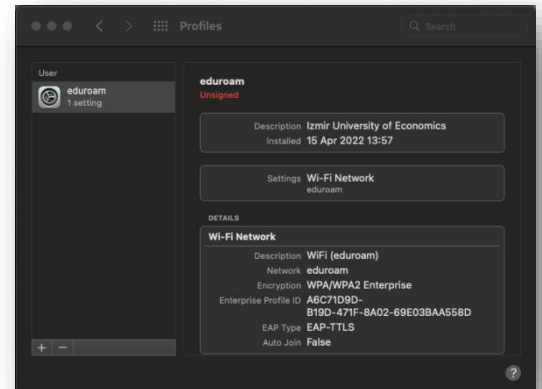 Profiles
Search
User
eduroam
1 setting
eduroam
Unsigned
Description Izmir University of Economics
Installed 15 Apr 2022 13:57
Settings Wi-Fi Network
eduroam
DETAILS
Wi-Fi Network
Description WiFi (eduroam)
Network eduroam
Encryption WPA/WPA2 Enterprise
Enterprise Profile ID A6C71D9D-
B19D-471F-8A02-69E03BAA558D
EAP Type EAP-TTLS
Auto Join False
+ −
?